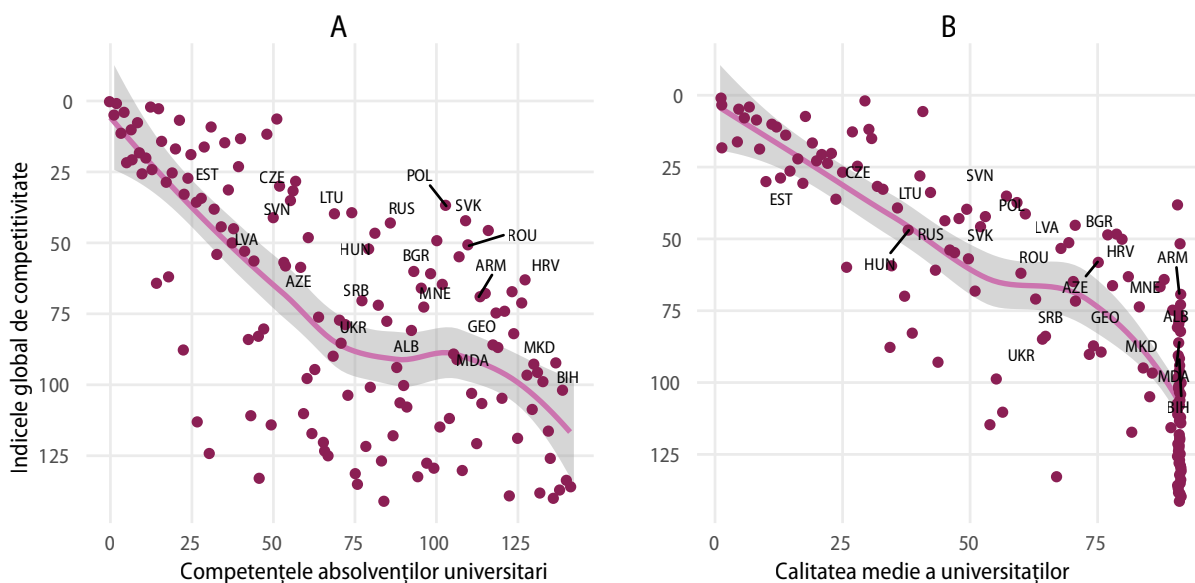 A
B
Indicele global de competitivitate
0
25
50
75
100
125
EST
CZE
SVN
LTU
POL
SVK
RUS
ROU
LVA
HUN
BGR
ARM
HRV
AZE
SRB
MNE
UKR
GEO
ALB
MDA
MKD
BIH
0
25
50
75
100
125
Competențele absolvenților universitari
0
25
50
75
100
125
CZE
EST
LTU
SVN
POL
LVA
BGR
RUS
SVK
HUN
ROU
HRV
ARM
AZE
MNE
SRB
GEO
ALB
UKR
MKD
MDA
BIH
0
25
50
75
Calitatea medie a universitaților